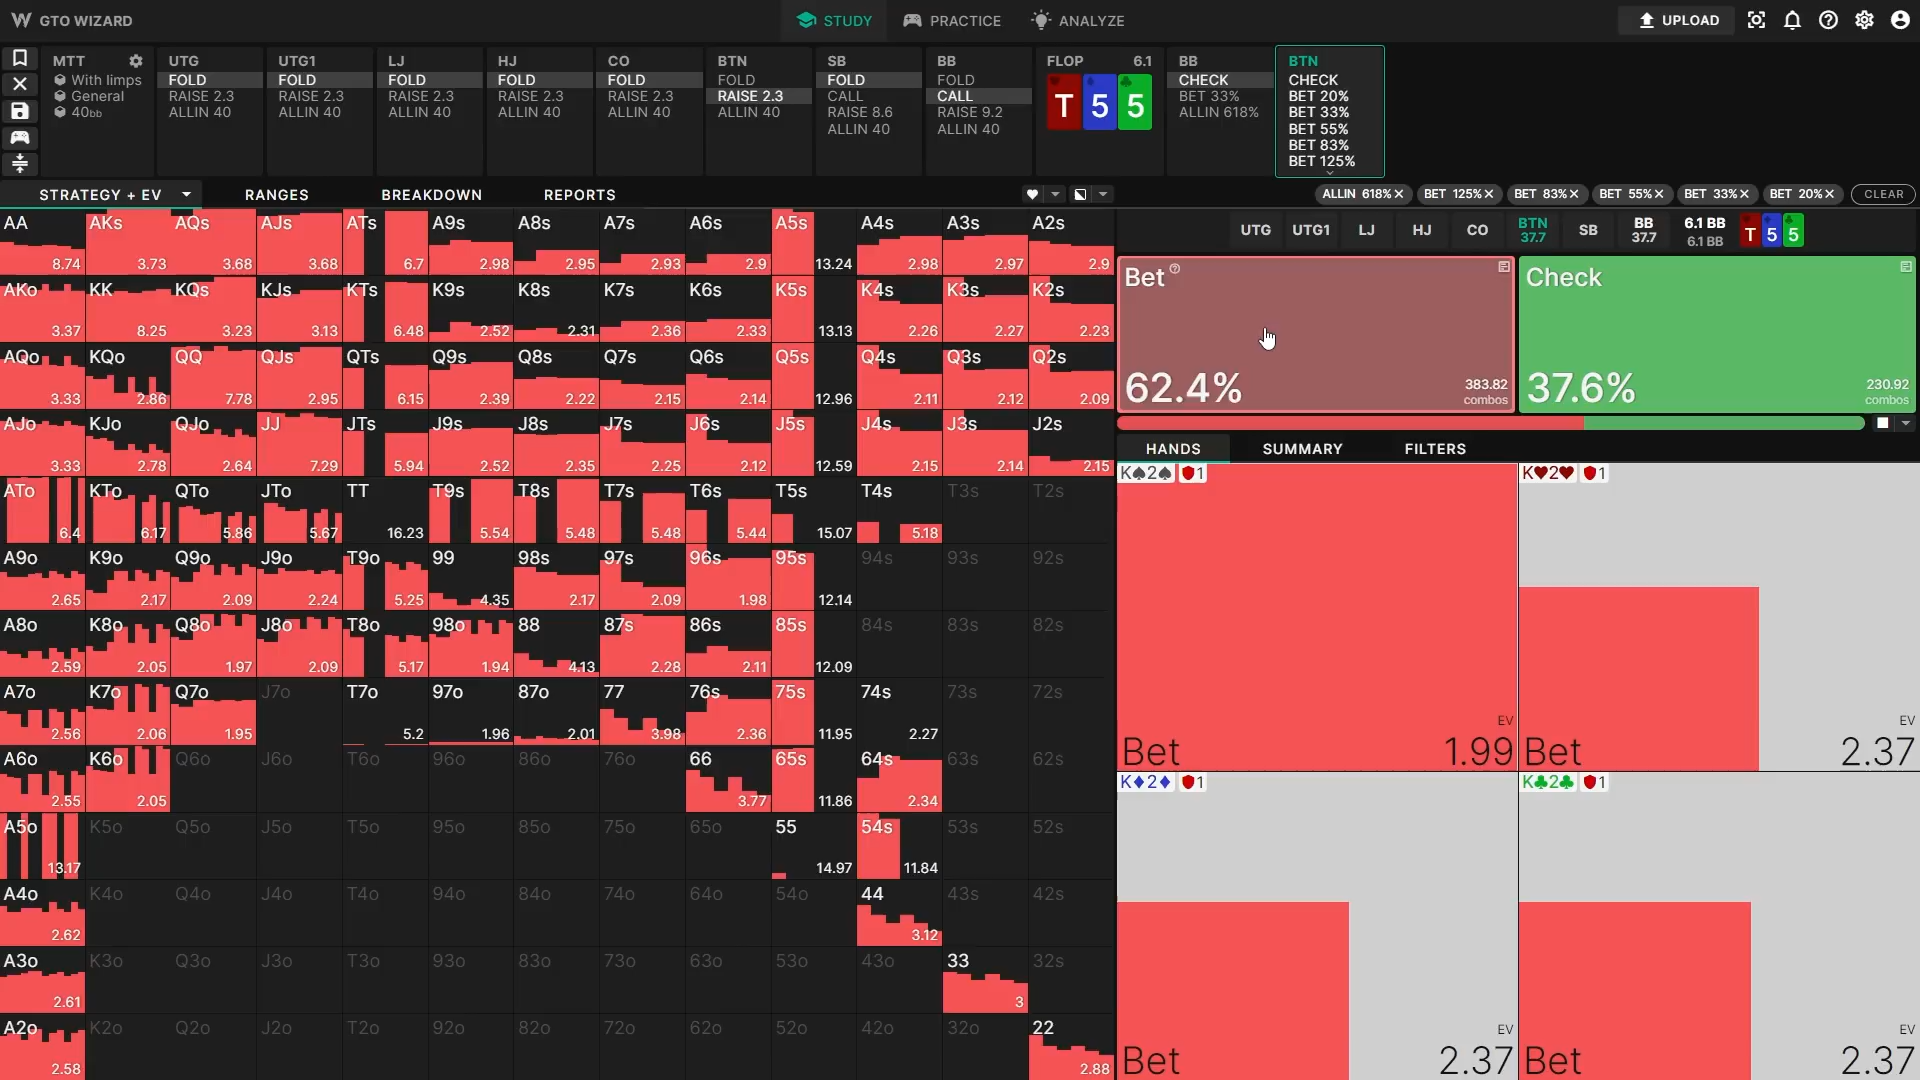 GTO WIZARD
STUDY PRACTICE ANALYZE
UPLOAD
MTT
With limps
General
40bb
UTG
FOLD
RAISE 2.3
ALLIN 40
UTG1
FOLD
RAISE 2.3
ALLIN 40
LJ
FOLD
RAISE 2.3
ALLIN 40
HJ
FOLD
RAISE 2.3
ALLIN 40
CO
FOLD
RAISE 2.3
ALLIN 40
BTN
FOLD
RAISE 2.3
ALLIN 40
SB
FOLD
CALL
RAISE 8.6
ALLIN 40
BB
FOLD
CALL
RAISE 9.2
ALLIN 40
FLOP 6.1
T 5 5
BB
CHECK
BET 33%
ALLIN 618%
BTN
CHECK
BET 20%
BET 33%
BET 55%
BET 83%
BET 125%
STRATEGY + EV RANGES BREAKDOWN REPORTS
ALLIN 618%× BET 125%× BET 83%× BET 55%× BET 33%× BET 20%× CLEAR
AA AKs AQs AJs ATs A9s A8s A7s A6s A5s A4s A3s A2s
8.74 3.73 3.68 3.68 6.7 2.98 2.95 2.93 2.9 13.24 2.98 2.97 2.9
AKo KK KQs KJs KTs K9s K8s K7s K6s K5s K4s K3s K2s
3.37 8.25 3.23 3.13 6.48 2.52 2.31 2.36 2.33 13.13 2.26 2.27 2.23
AQo KQo QQ QJs QTs Q9s Q8s Q7s Q6s Q5s Q4s Q3s Q2s
3.33 2.86 7.78 2.95 6.15 2.39 2.22 2.15 2.14 12.96 2.11 2.12 2.09
AJo KJo QJo JJ JTs J9s J8s J7s J6s J5s J4s J3s J2s
3.33 2.78 2.64 7.29 5.94 2.52 2.35 2.25 2.12 12.59 2.15 2.14 2.15
ATo KTo QTo JTo TT T9s T8s T7s T6s T5s T4s T3s T2s
6.4 6.17 5.86 5.67 16.23 5.54 5.48 5.48 5.44 15.07 5.18
A9o K9o Q9o J9o T9o 99 98s 97s 96s 95s 94s 93s 92s
2.65 2.17 2.09 2.24 5.25 4.35 2.17 2.09 1.98 12.14
A8o K8o Q8o J8o T8o 98o 88 87s 86s 85s 84s 83s 82s
2.59 2.05 1.97 2.09 5.17 1.94 4.13 2.28 2.11 12.09
A7o K7o Q7o J7o T7o 97o 87o 77 76s 75s 74s 73s 72s
2.56 2.06 1.95 5.2 1.96 2.01 3.98 2.36 11.95 2.27
A6o K6o Q6o J6o T6o 96o 86o 76o 66 65s 64s 63s 62s
2.55 2.05 3.77 11.86 2.34
A5o K5o Q5o J5o T5o 95o 85o 75o 65o 55 54s 53s 52s
13.17 14.97 11.84
A4o K4o Q4o J4o T4o 94o 84o 74o 64o 54o 44 43s 42s
2.62 3.12
A3o K3o Q3o J3o T3o 93o 83o 73o 63o 53o 43o 33 32s
2.61 3
A2o K2o Q2o J2o T2o 92o 82o 72o 62o 52o 42o 32o 22
2.58 2.88
UTG UTG1 LJ HJ CO BTN SB BB 6.1 BB T 5 5
37.7 37.7 6.1 BB
Bet
62.4%
383.82
combos
Check
37.6%
230.92
combos
HANDS SUMMARY FILTERS
K♠2♠ 1
EV
Bet 1.99
K♥2♥ 1
EV
Bet 2.37
K♦2♦ 1
EV
Bet 2.37
K♣2♣ 1
EV
Bet 2.37